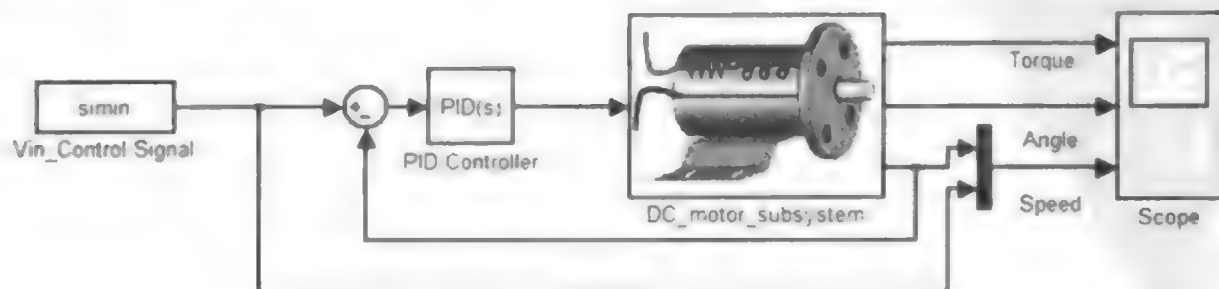 simin
Vin_Control Signal
PID(s)
PID Controller
DC_motor_subsystem
Torque
Angle
Speed
Scope